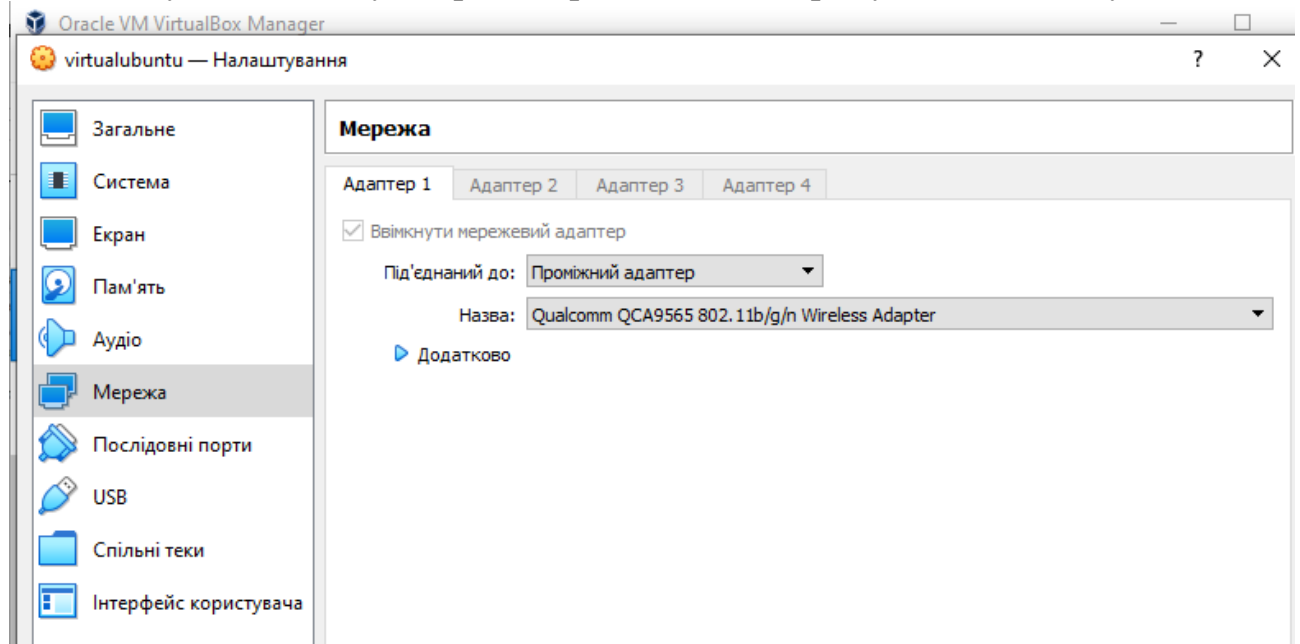 Oracle VM VirtualBox Manager
virtualubuntu — Налаштування
?
Загальне
Система
Екран
Пам'ять
Аудіо
Мережа
Послідовні порти
USB
Спільні теки
Інтерфейс користувача
Мережа
Адаптер 1 Адаптер 2 Адаптер 3 Адаптер 4
Ввімкнути мережевий адаптер
Під'єднаний до: Проміжний адаптер
Назва: Qualcomm QCA9565 802.11b/g/n Wireless Adapter
Додатково